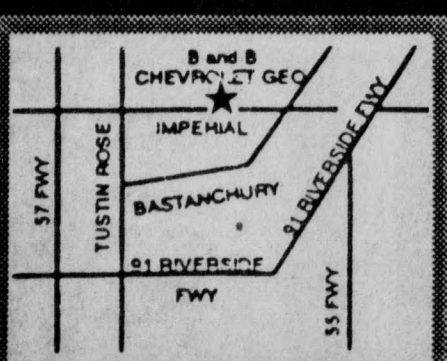 B and B
CHEVROLET GEO
IMPERIAL
57 FWY
TUSTIN ROSE
BASTANCHURY
91 RIVERSIDE FWY
91 RIVERSIDE
FWY
55 FWY